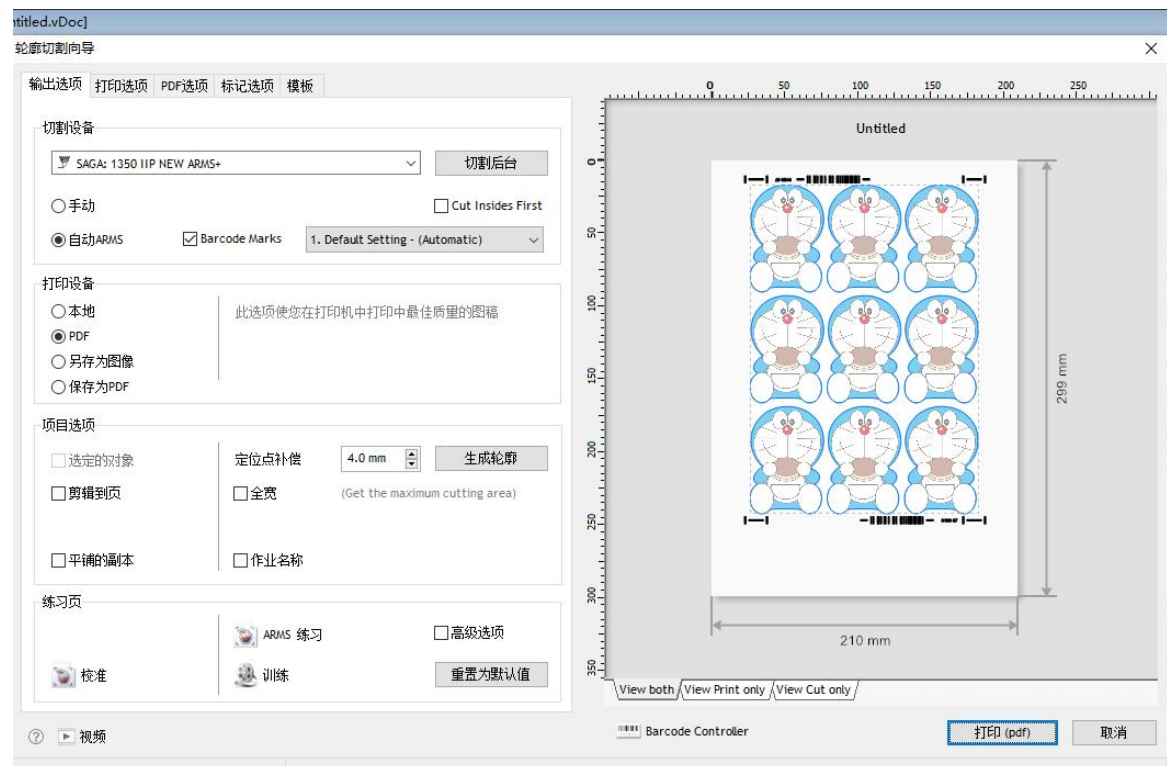 ntitled.vDoc]
轮廓切割向导
输出选项 打印选项 PDF选项 标记选项 模板
切割设备
SAGA: 1350 IIP NEW ARMS+ 切割后台
手动 Cut Insides First
自动ARMS Barcode Marks 1. Default Setting - (Automatic)
打印设备
本地 此选项使您在打印机中打印中最佳质量的图稿
PDF
另存为图像
保存为PDF
项目选项
选定的对象 定位点补偿 4.0 mm 生成轮廓
剪辑到页 全宽 (Get the maximum cutting area)
平铺的副本 作业名称
练习页
ARMS 练习 高级选项
校准 训练 重置为默认值
视频
0 50 100 150 200 250
Untitled
0
50
100
150
200
250
300
350
299 mm
210 mm
View both View Print only View Cut only
Barcode Controller 打印 (pdf) 取消